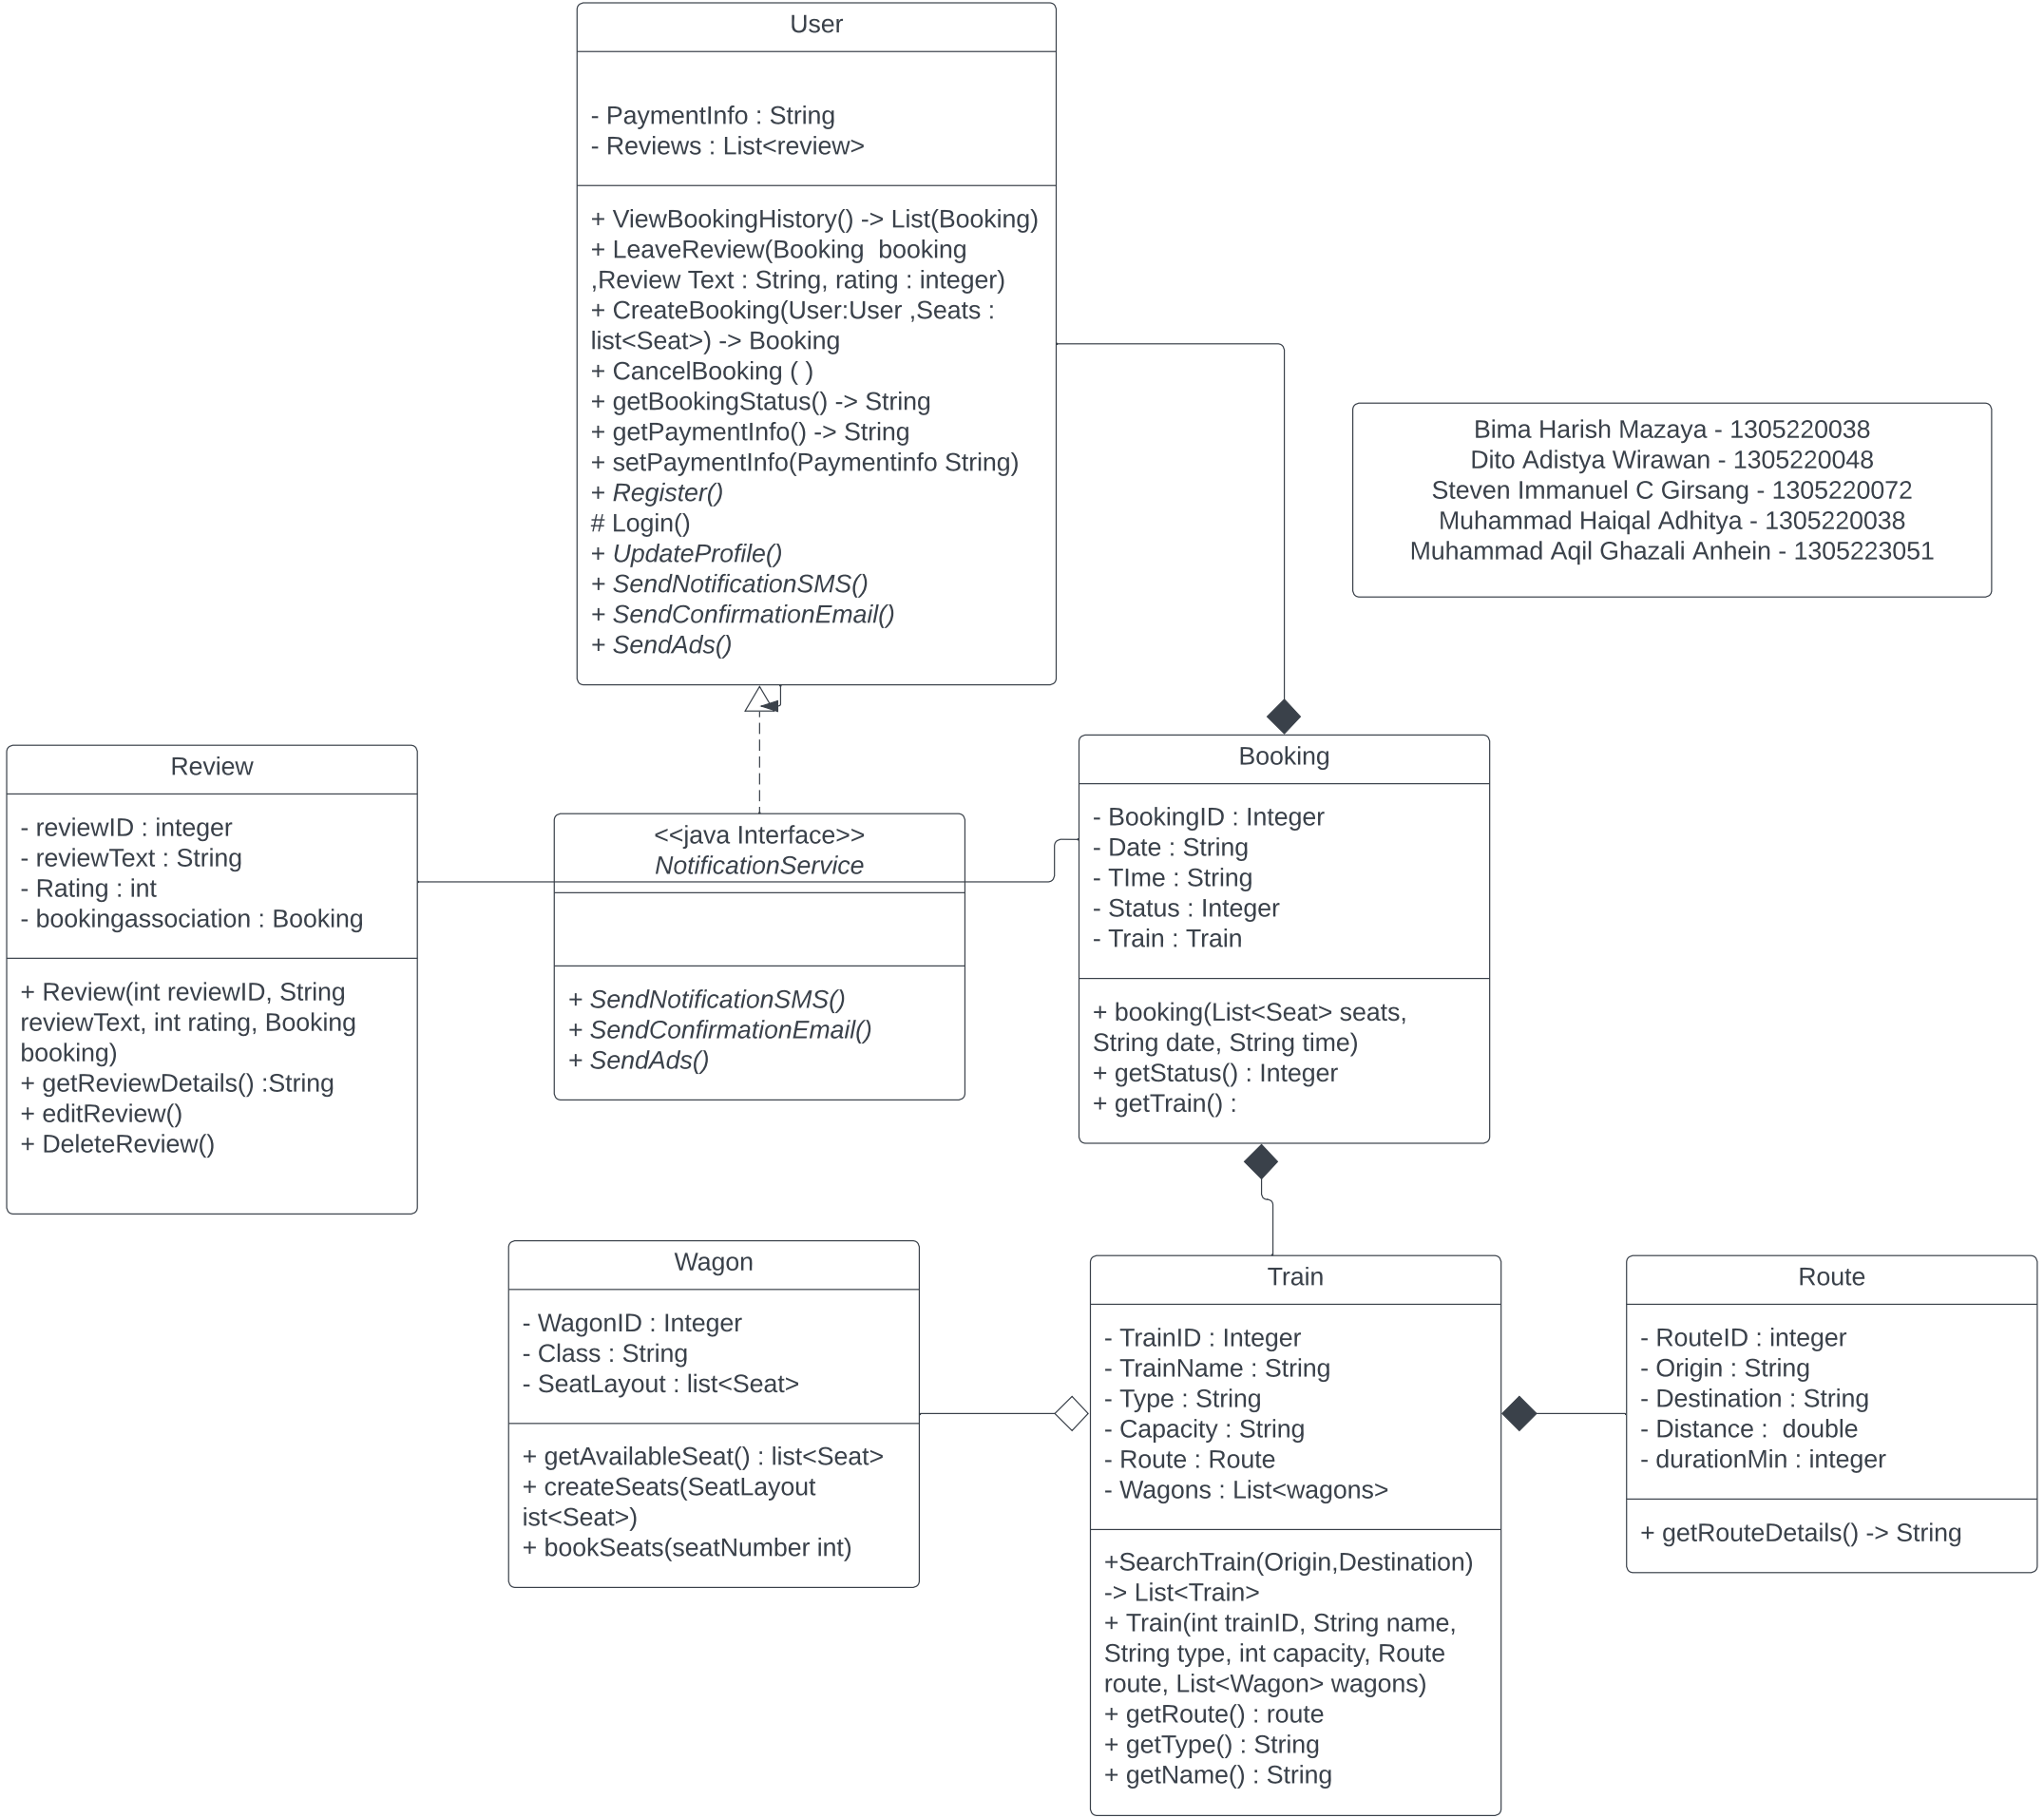 User
- PaymentInfo : String
- Reviews : List<review>
+ ViewBookingHistory() -> List(Booking)
+ LeaveReview(Booking  booking
,Review Text : String, rating : integer)
+ CreateBooking(User:User ,Seats :
list<Seat>) -> Booking
+ CancelBooking ( )
+ getBookingStatus() -> String
+ getPaymentInfo() -> String
+ setPaymentInfo(Paymentinfo String)
+ Register()
# Login()
+ UpdateProfile()
+ SendNotificationSMS()
+ SendConfirmationEmail()
+ SendAds()
Bima Harish Mazaya - 1305220038
Dito Adistya Wirawan - 1305220048
Steven Immanuel C Girsang - 1305220072
Muhammad Haiqal Adhitya - 1305220038
Muhammad Aqil Ghazali Anhein - 1305223051
Review
- reviewID : integer
- reviewText : String
- Rating : int
- bookingassociation : Booking
+ Review(int reviewID, String
reviewText, int rating, Booking
booking)
+ getReviewDetails() :String
+ editReview()
+ DeleteReview()
<<java Interface>>
NotificationService
+ SendNotificationSMS()
+ SendConfirmationEmail()
+ SendAds()
Booking
- BookingID : Integer
- Date : String
- TIme : String
- Status : Integer
- Train : Train
+ booking(List<Seat> seats,
String date, String time)
+ getStatus() : Integer
+ getTrain() :
Wagon
- WagonID : Integer
- Class : String
- SeatLayout : list<Seat>
+ getAvailableSeat() : list<Seat>
+ createSeats(SeatLayout
ist<Seat>)
+ bookSeats(seatNumber int)
Train
- TrainID : Integer
- TrainName : String
- Type : String
- Capacity : String
- Route : Route
- Wagons : List<wagons>
+SearchTrain(Origin,Destination)
-> List<Train>
+ Train(int trainID, String name,
String type, int capacity, Route
route, List<Wagon> wagons)
+ getRoute() : route
+ getType() : String
+ getName() : String
Route
- RouteID : integer
- Origin : String
- Destination : String
- Distance :  double
- durationMin : integer
+ getRouteDetails() -> String